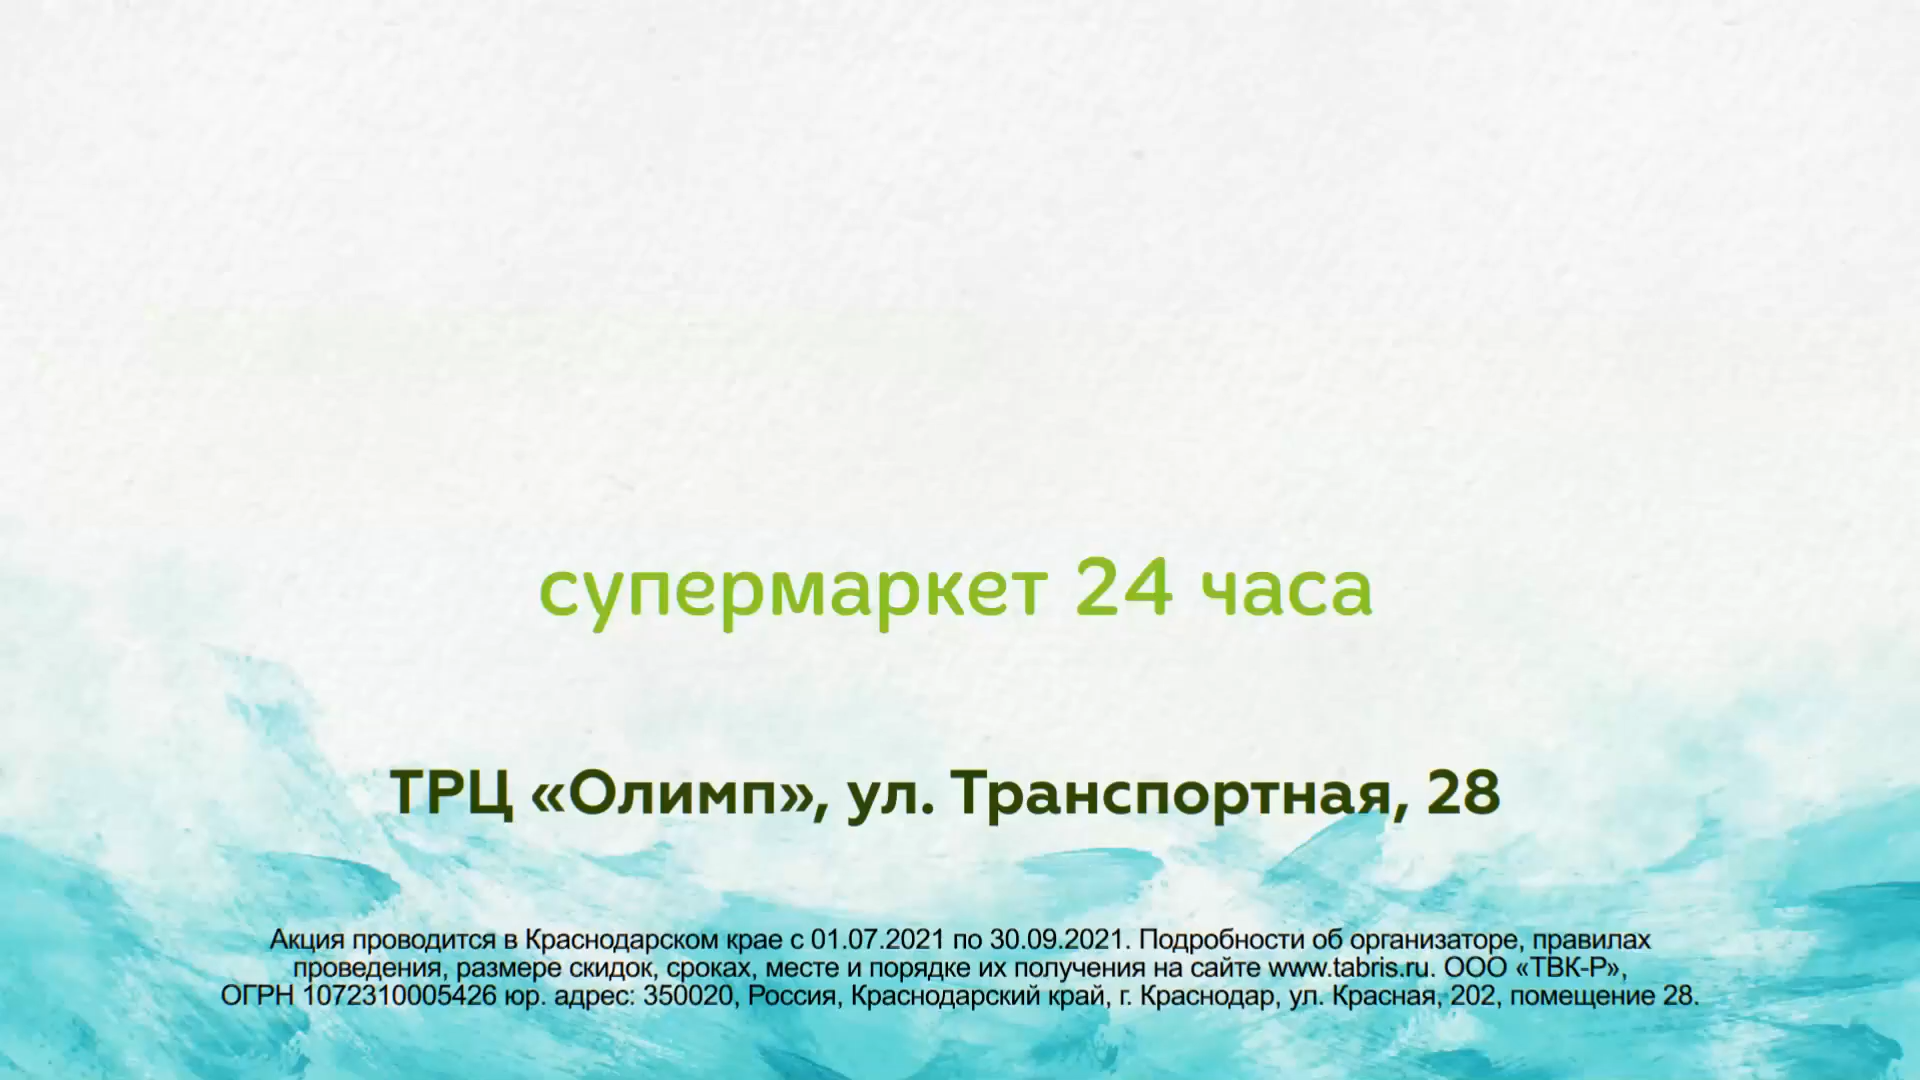 супермаркет 24 часа
ТРЦ «Олимп», ул. Транспортная, 28
Акция проводится в Краснодарском крае с 01.07.2021 по 30.09.2021. Подробности об организаторе, правилах
проведения, размере скидок, сроках, месте и порядке их получения на сайте www.tabris.ru. ООО «ТВК-Р»,
ОГРН 1072310005426 юр. адрес: 350020, Россия, Краснодарский край, г. Краснодар, ул. Красная, 202, помещение 28.